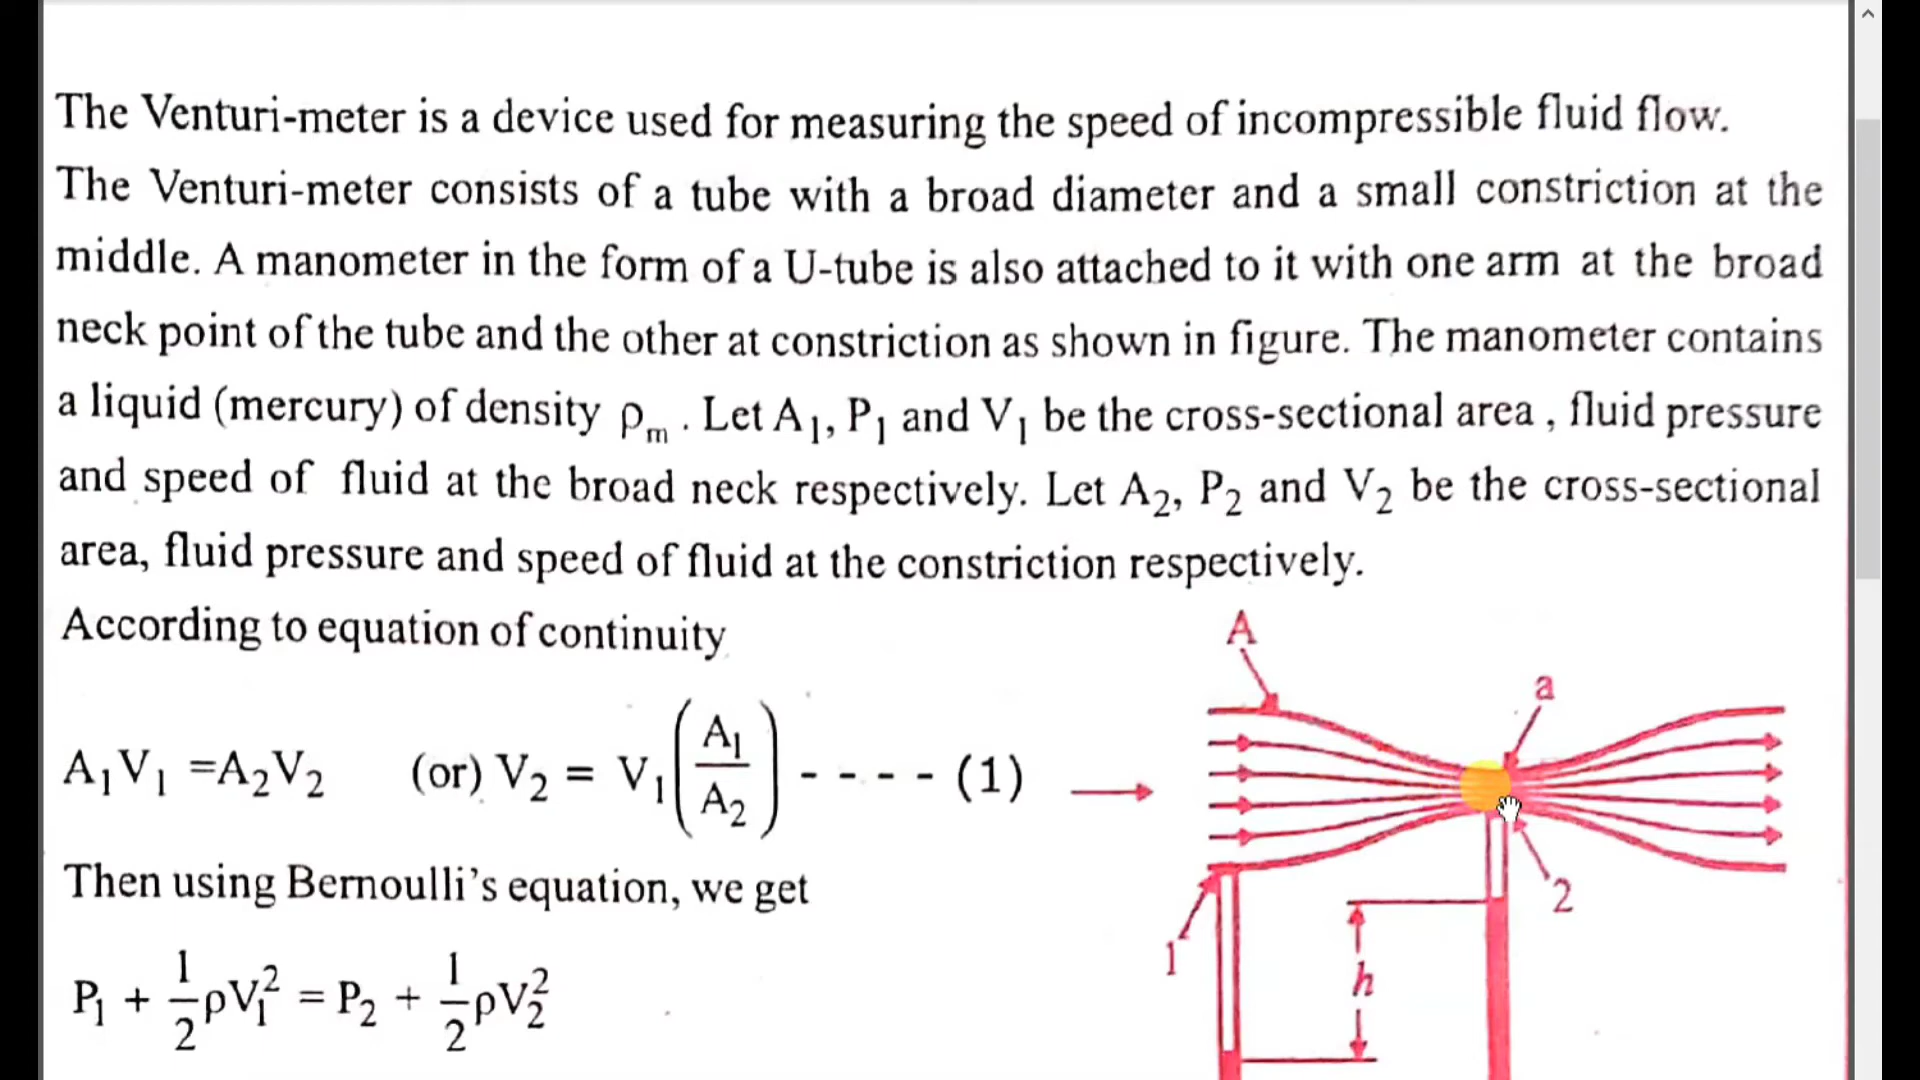 The Venturi-meter is a device used for measuring the speed of incompressible fluid flow.
The Venturi-meter consists of a tube with a broad diameter and a small constriction at the
middle. A manometer in the form of a U-tube is also attached to it with one arm at the broad
neck point of the tube and the other at constriction as shown in figure. The manometer contains
a liquid (mercury) of density ρₘ . Let A₁, P₁ and V₁ be the cross-sectional area , fluid pressure
and speed of fluid at the broad neck respectively. Let A₂, P₂ and V₂ be the cross-sectional
area, fluid pressure and speed of fluid at the constriction respectively.
According to equation of continuity
A₁V₁ =A₂V₂ (or) V₂ = V₁(A₁/A₂) - - - - (1)
Then using Bernoulli's equation, we get
P₁ + 1/2 ρV₁² = P₂ + 1/2 ρV₂²
A
a
2
1
h